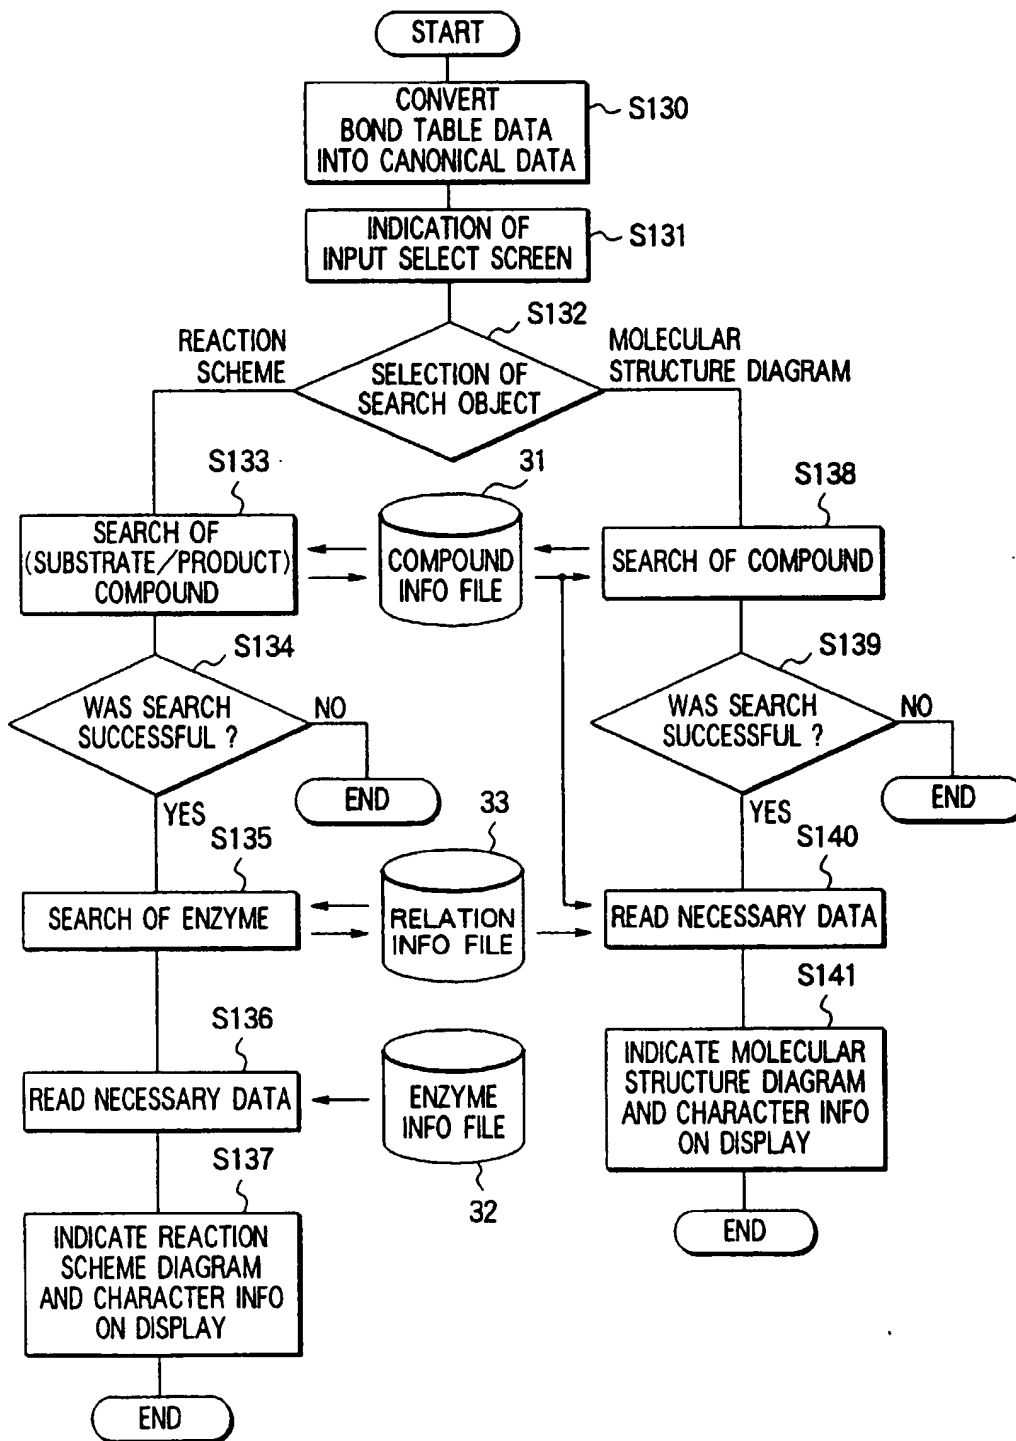 START
CONVERT
BOND TABLE DATA
INTO CANONICAL DATA
S130
INDICATION OF
INPUT SELECT SCREEN
S131
S132
REACTION
SCHEME
SELECTION OF
SEARCH OBJECT
MOLECULAR
STRUCTURE DIAGRAM
S133
SEARCH OF
(SUBSTRATE/PRODUCT)
COMPOUND
31
COMPOUND
INFO FILE
S138
SEARCH OF COMPOUND
S134
WAS SEARCH
SUCCESSFUL ?
NO
END
YES
S139
WAS SEARCH
SUCCESSFUL ?
NO
END
YES
S135
SEARCH OF ENZYME
33
RELATION
INFO FILE
S140
READ NECESSARY DATA
S136
READ NECESSARY DATA
ENZYME
INFO FILE
32
S141
INDICATE MOLECULAR
STRUCTURE DIAGRAM
AND CHARACTER INFO
ON DISPLAY
END
S137
INDICATE REACTION
SCHEME DIAGRAM
AND CHARACTER INFO
ON DISPLAY
END